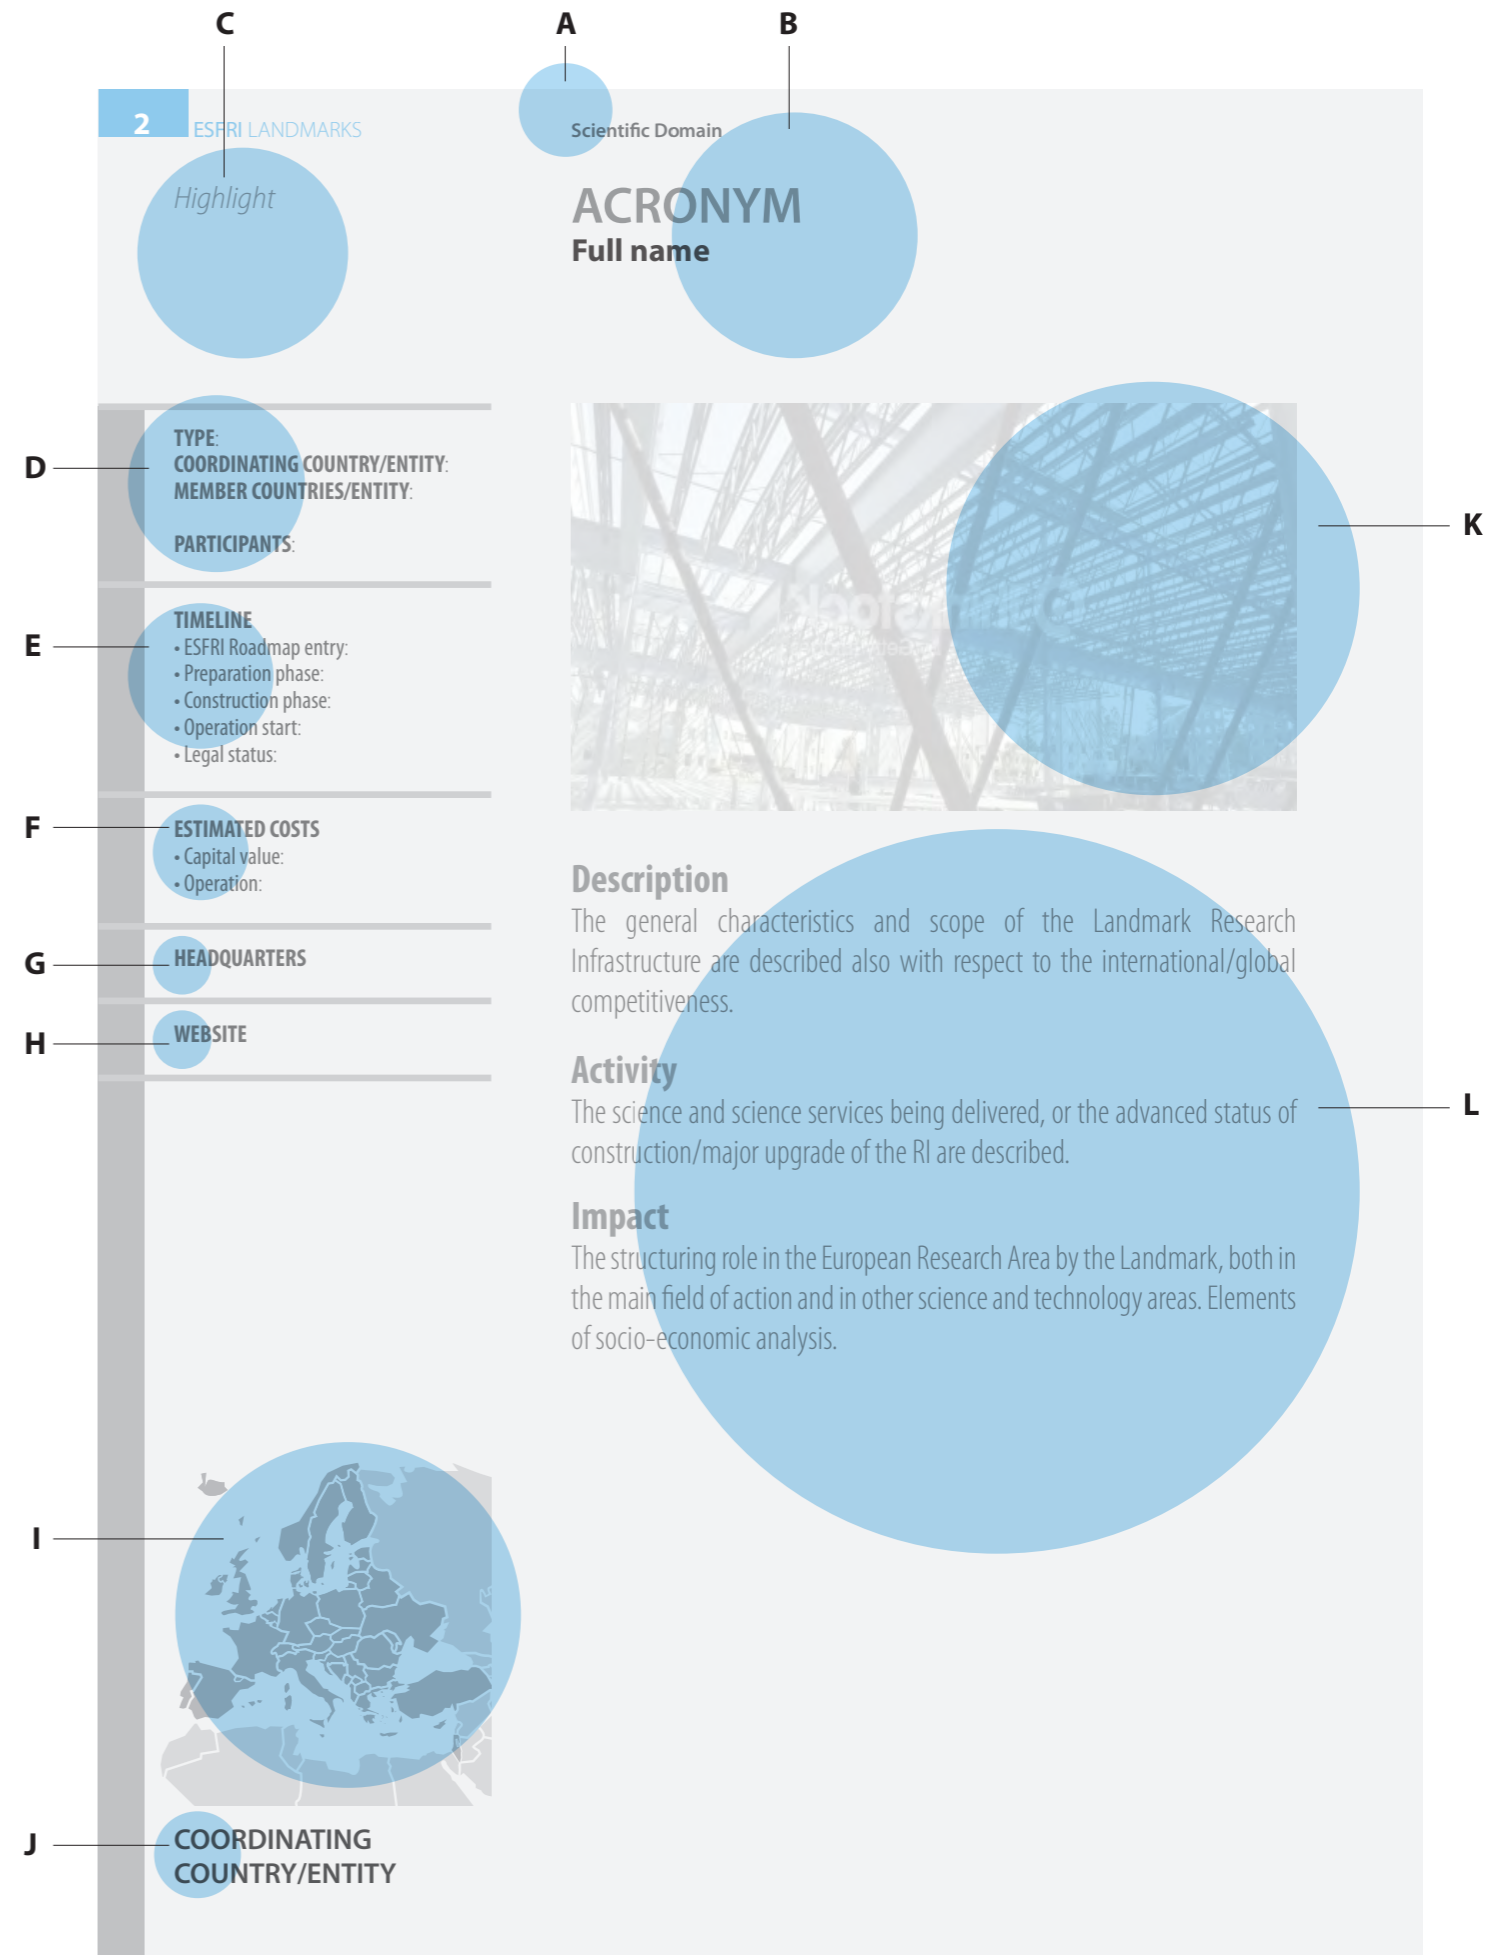 C
A
B
2
ESFRI LANDMARKS
Scientific Domain
Highlight
ACRONYM
Full name
D
TYPE:
COORDINATING COUNTRY/ENTITY:
MEMBER COUNTRIES/ENTITY:
PARTICIPANTS:
K
E
TIMELINE
• ESFRI Roadmap entry:
• Preparation phase:
• Construction phase:
• Operation start:
• Legal status:
F
ESTIMATED COSTS
• Capital value:
• Operation:
G
HEADQUARTERS
H
WEBSITE
Description
The general characteristics and scope of the Landmark Research
Infrastructure are described also with respect to the international/global
competitiveness.
Activity
The science and science services being delivered, or the advanced status of
construction/major upgrade of the RI are described.
L
Impact
The structuring role in the European Research Area by the Landmark, both in
the main field of action and in other science and technology areas. Elements
of socio-economic analysis.
I
J
COORDINATING
COUNTRY/ENTITY